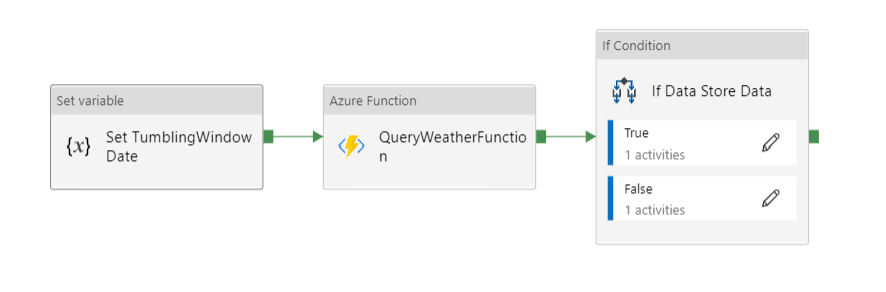 Set variable
{x}
Set TumblingWindow
Date
Azure Function
QueryWeatherFunctio
n
If Condition
If Data Store Data
True
1 activities
False
1 activities